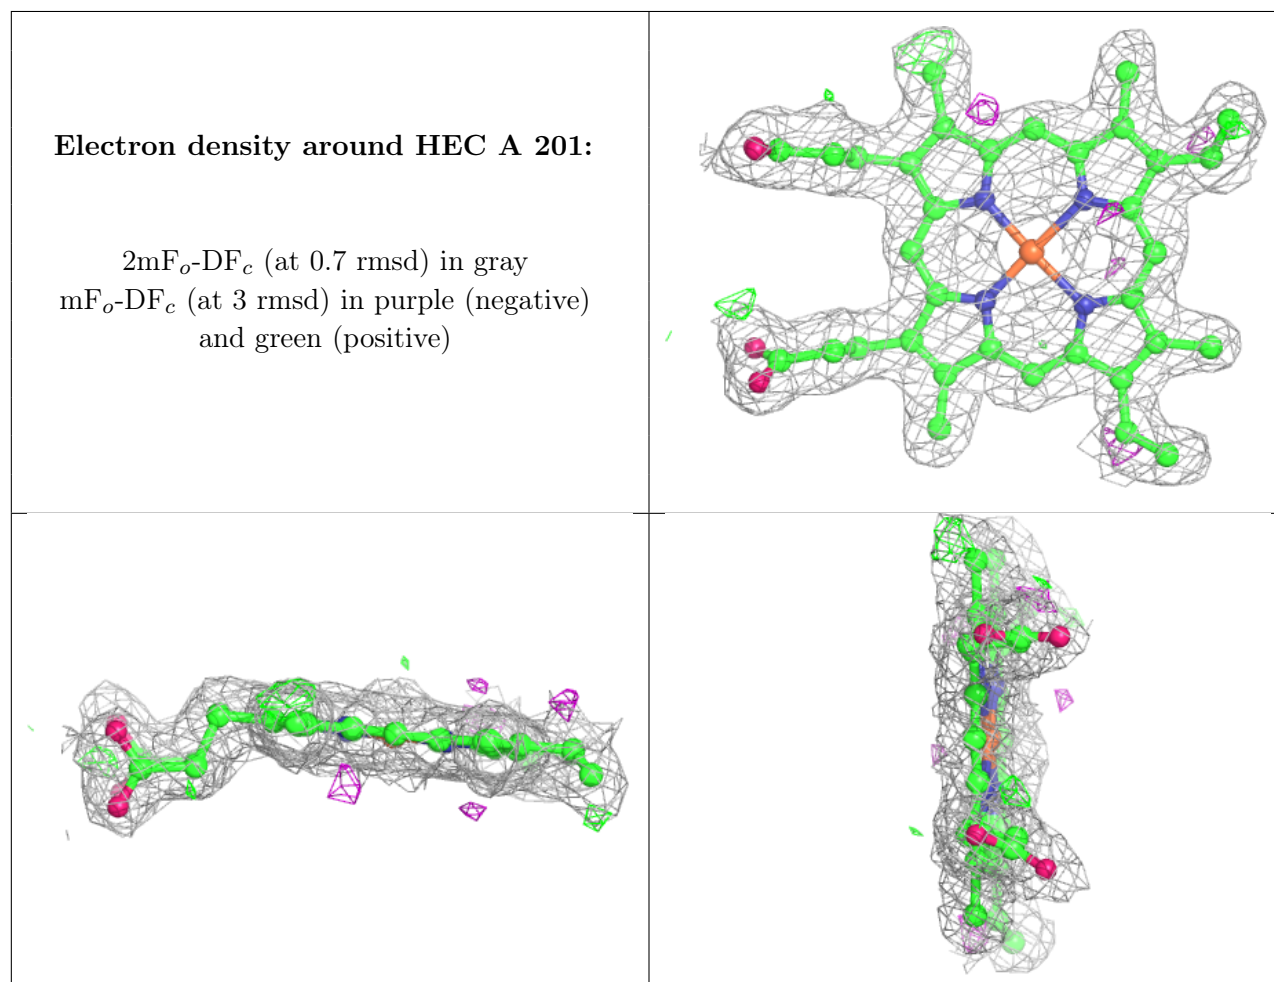 Electron density around HEC A 201:
2mFo-DFc (at 0.7 rmsd) in gray
mFo-DFc (at 3 rmsd) in purple (negative)
and green (positive)